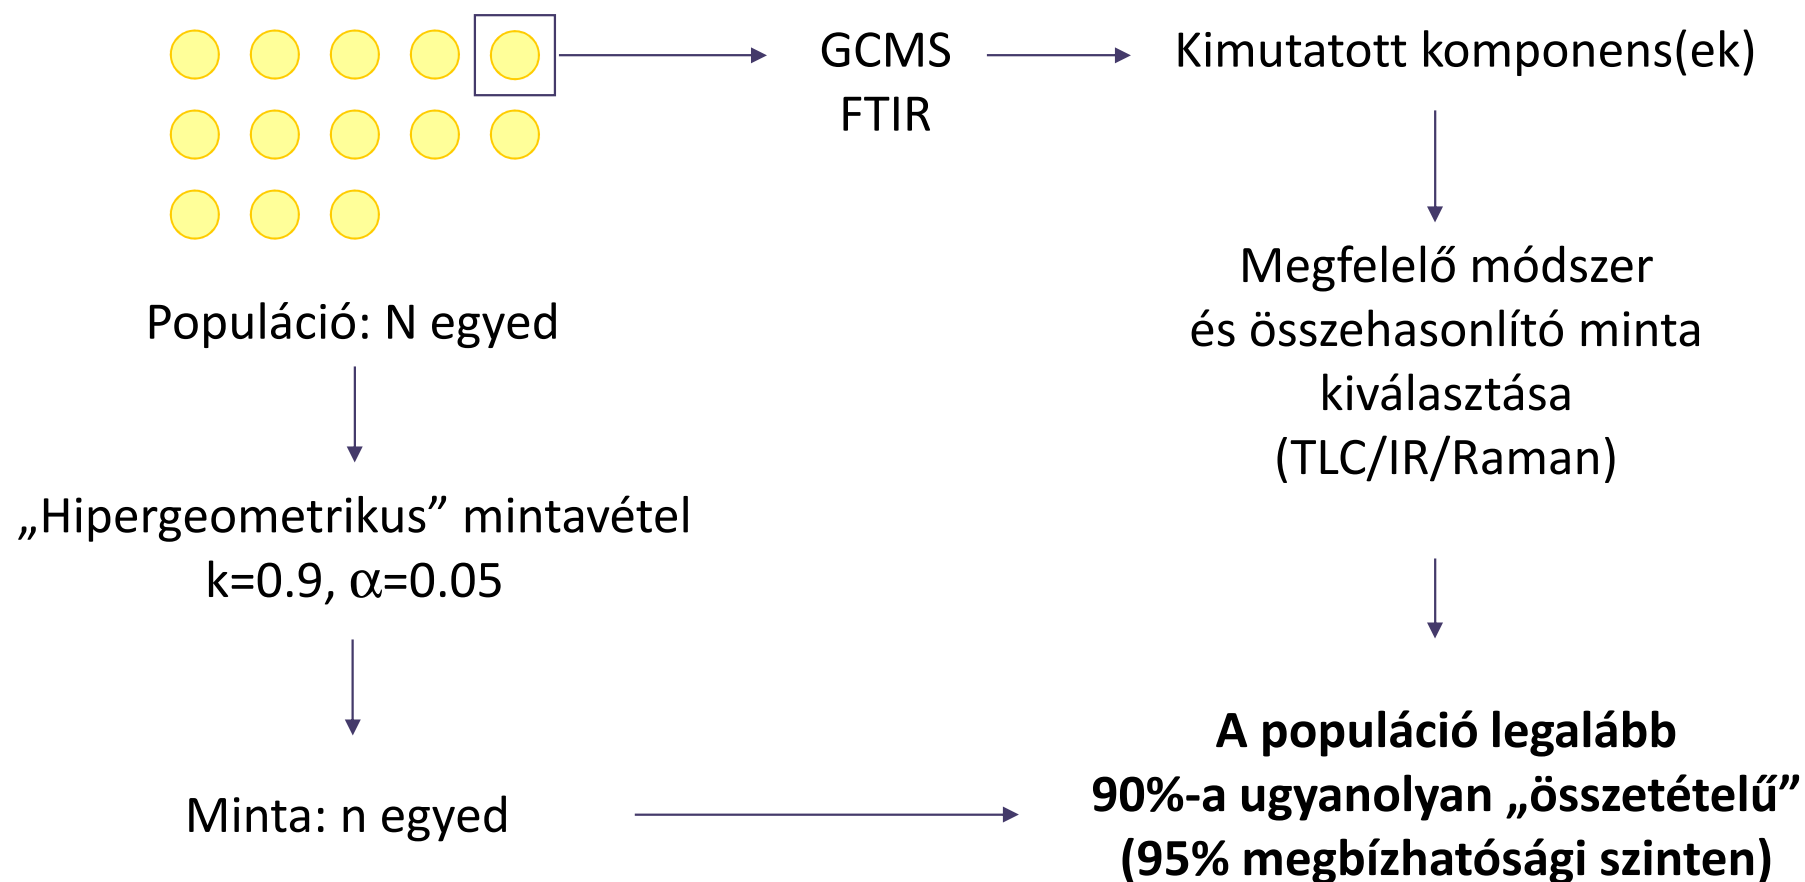 GCMS
FTIR
Kimutatott komponens(ek)
Populáció: N egyed
„Hipergeometrikus” mintavétel
k=0.9, α=0.05
Minta: n egyed
Megfelelő módszer
és összehasonlító minta
kiválasztása
(TLC/IR/Raman)
A populáció legalább
90%-a ugyanolyan „összetételű”
(95% megbízhatósági szinten)